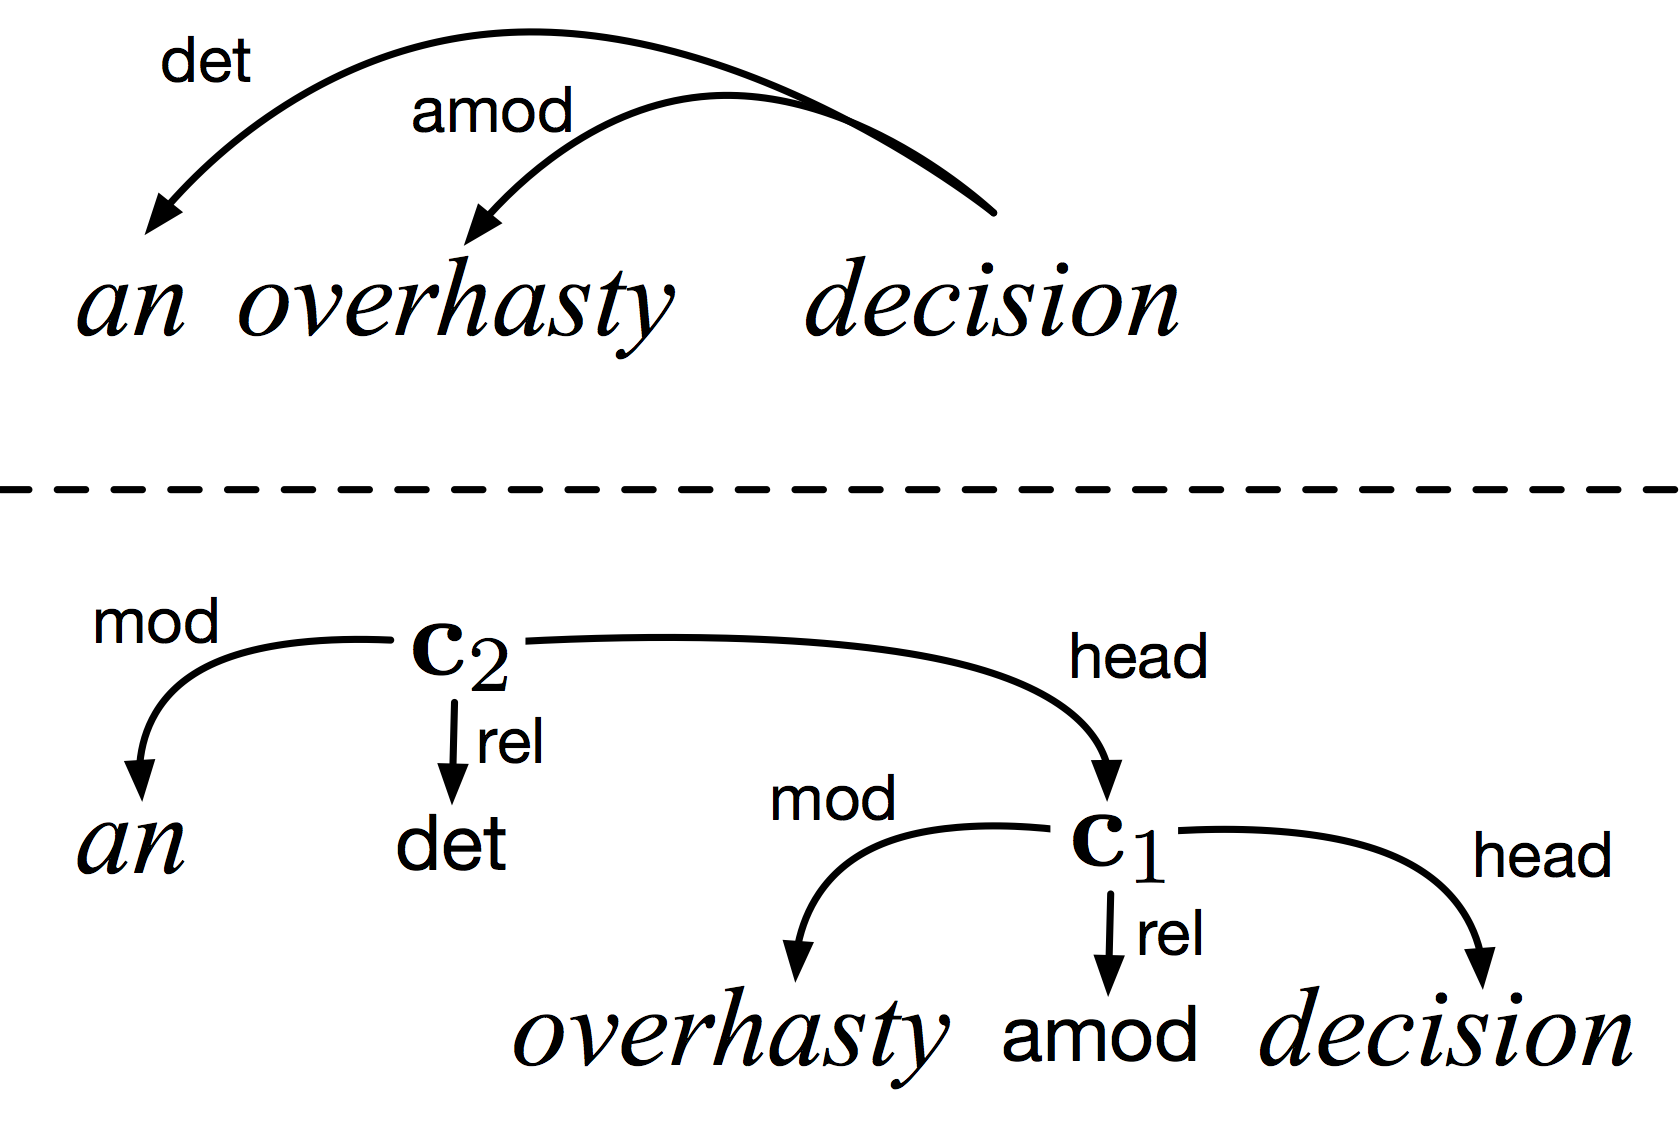 det
amod
an overhasty decision
mod c₂ head
rel
an det
mod c₁ head
rel
overhasty amod decision